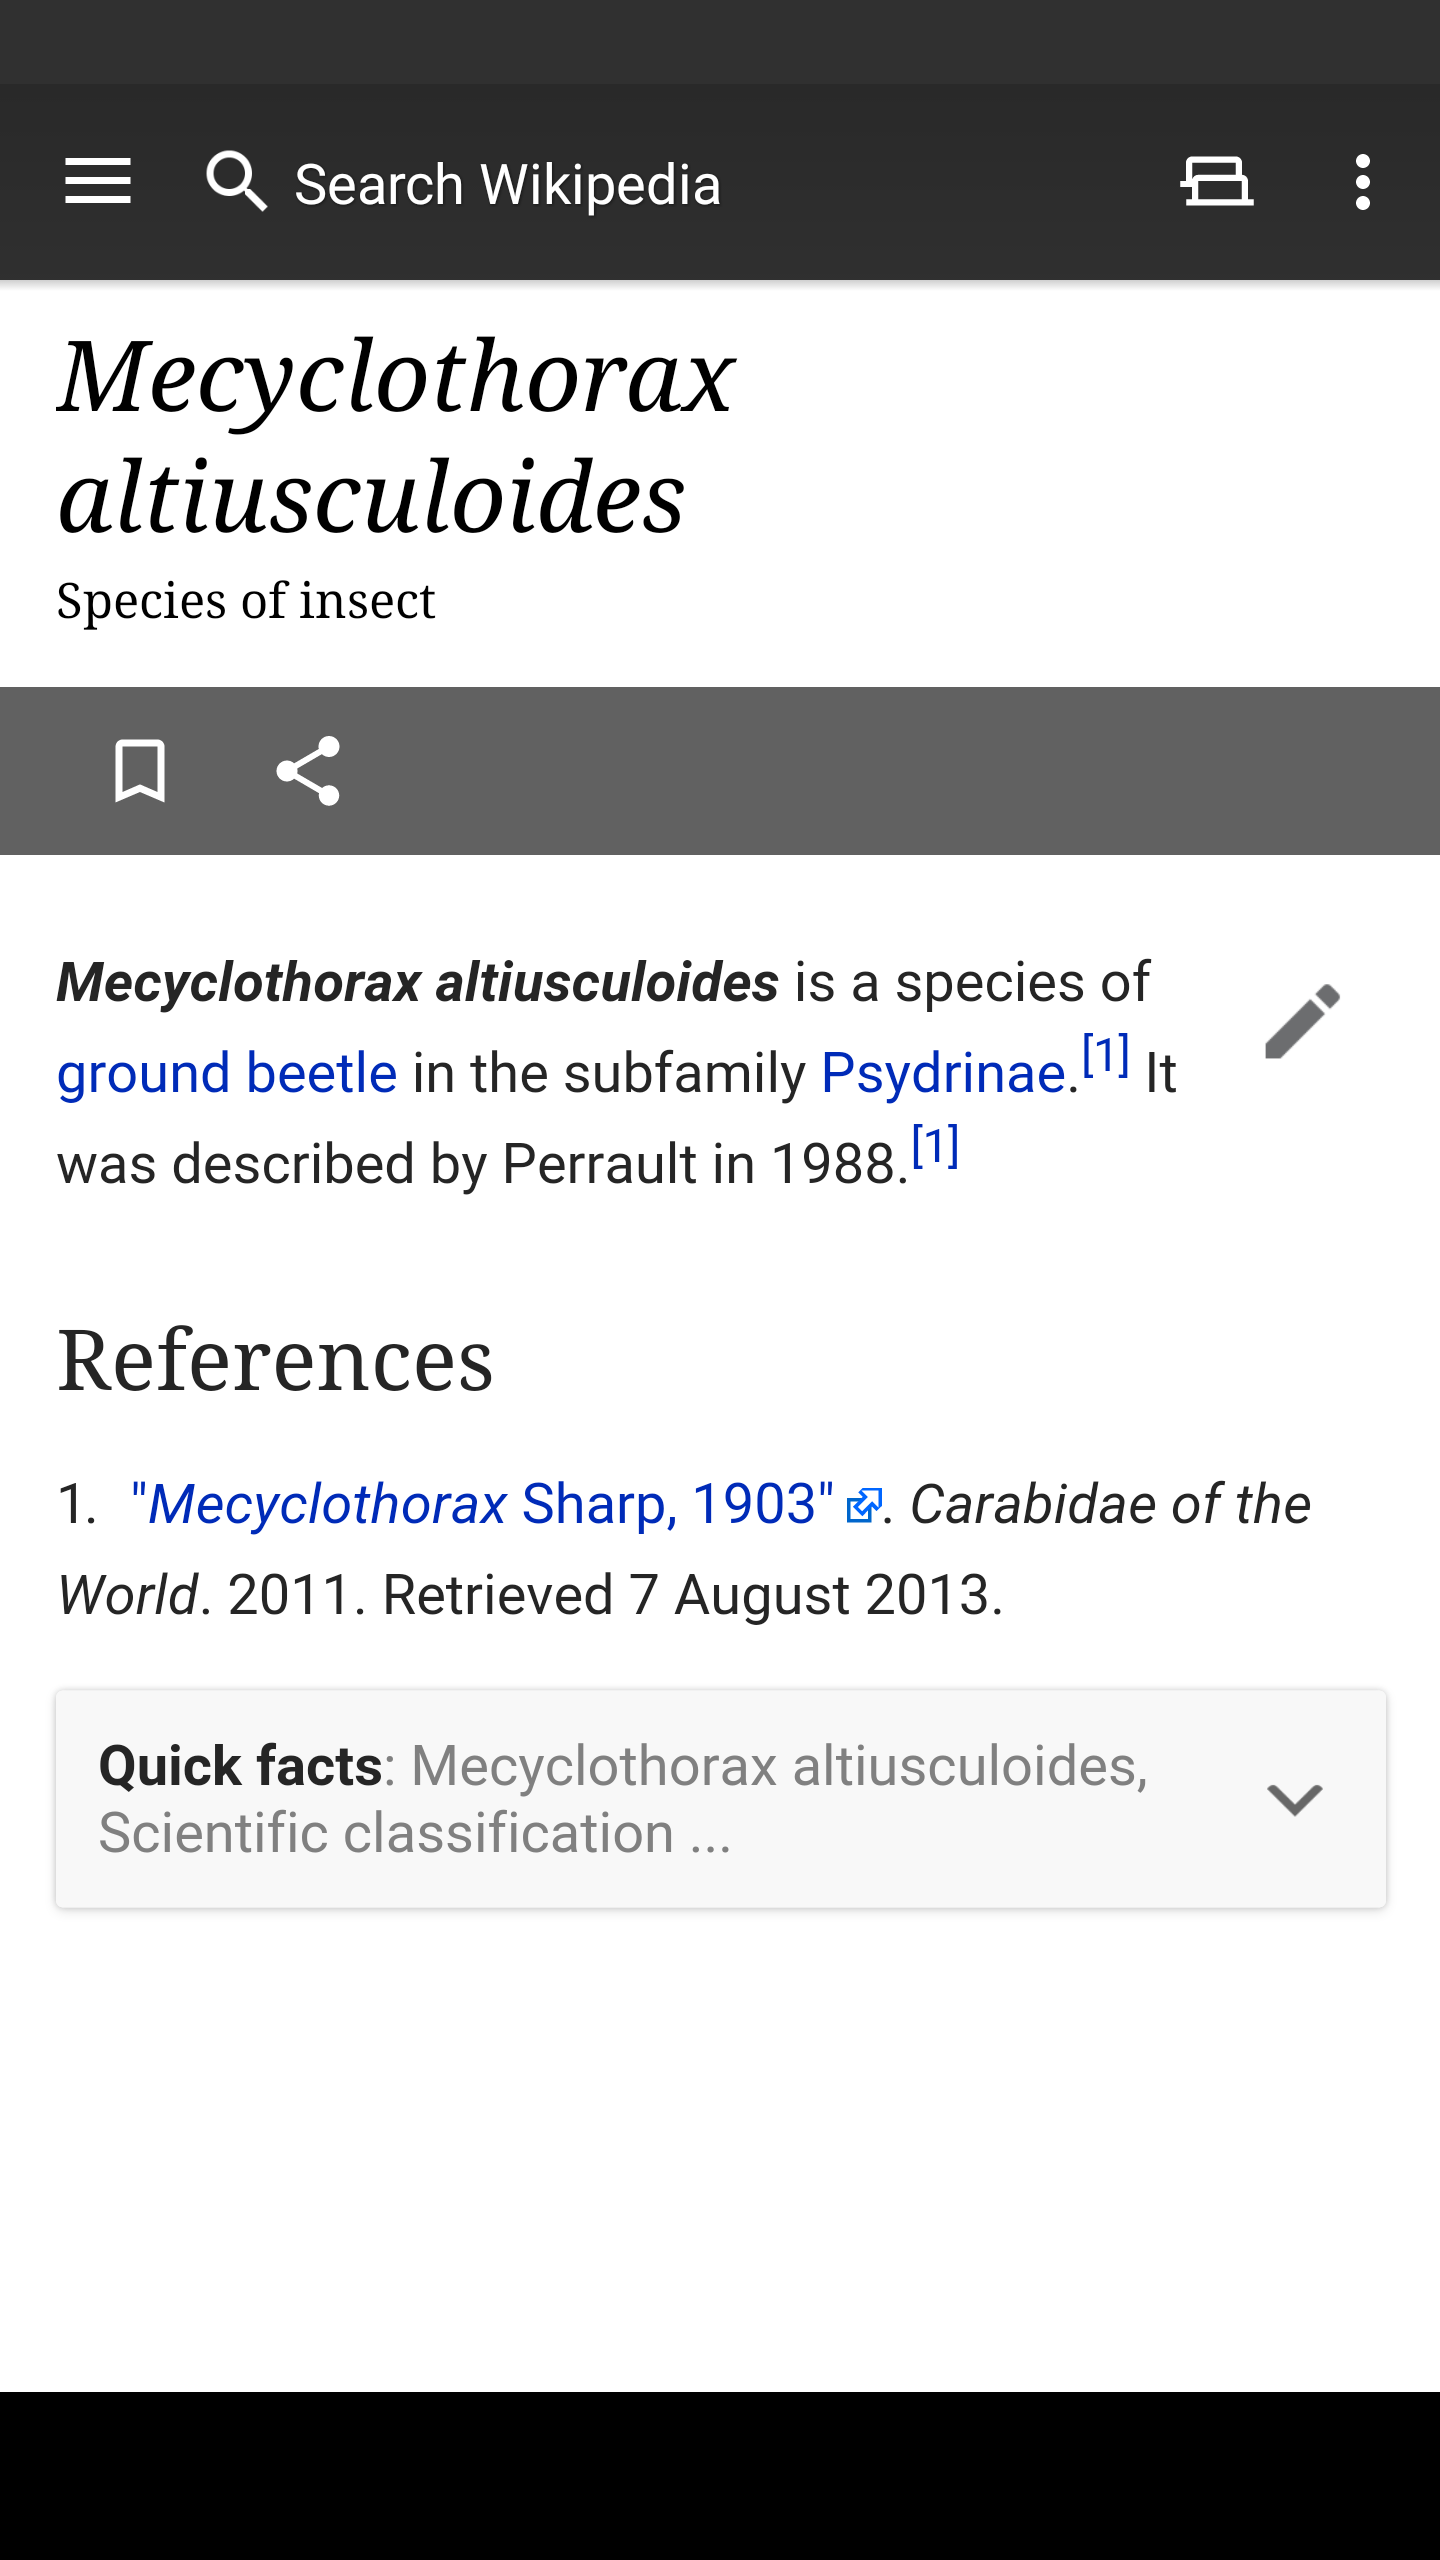 Search Wikipedia
Mecyclothorax
altiusculoides
Species of insect
Mecyclothorax altiusculoides is a species of
ground beetle in the subfamily Psydrinae.[1] It
was described by Perrault in 1988.[1]
References
1. "Mecyclothorax Sharp, 1903". Carabidae of the
World. 2011. Retrieved 7 August 2013.
Quick facts: Mecyclothorax altiusculoides,
Scientific classification ...